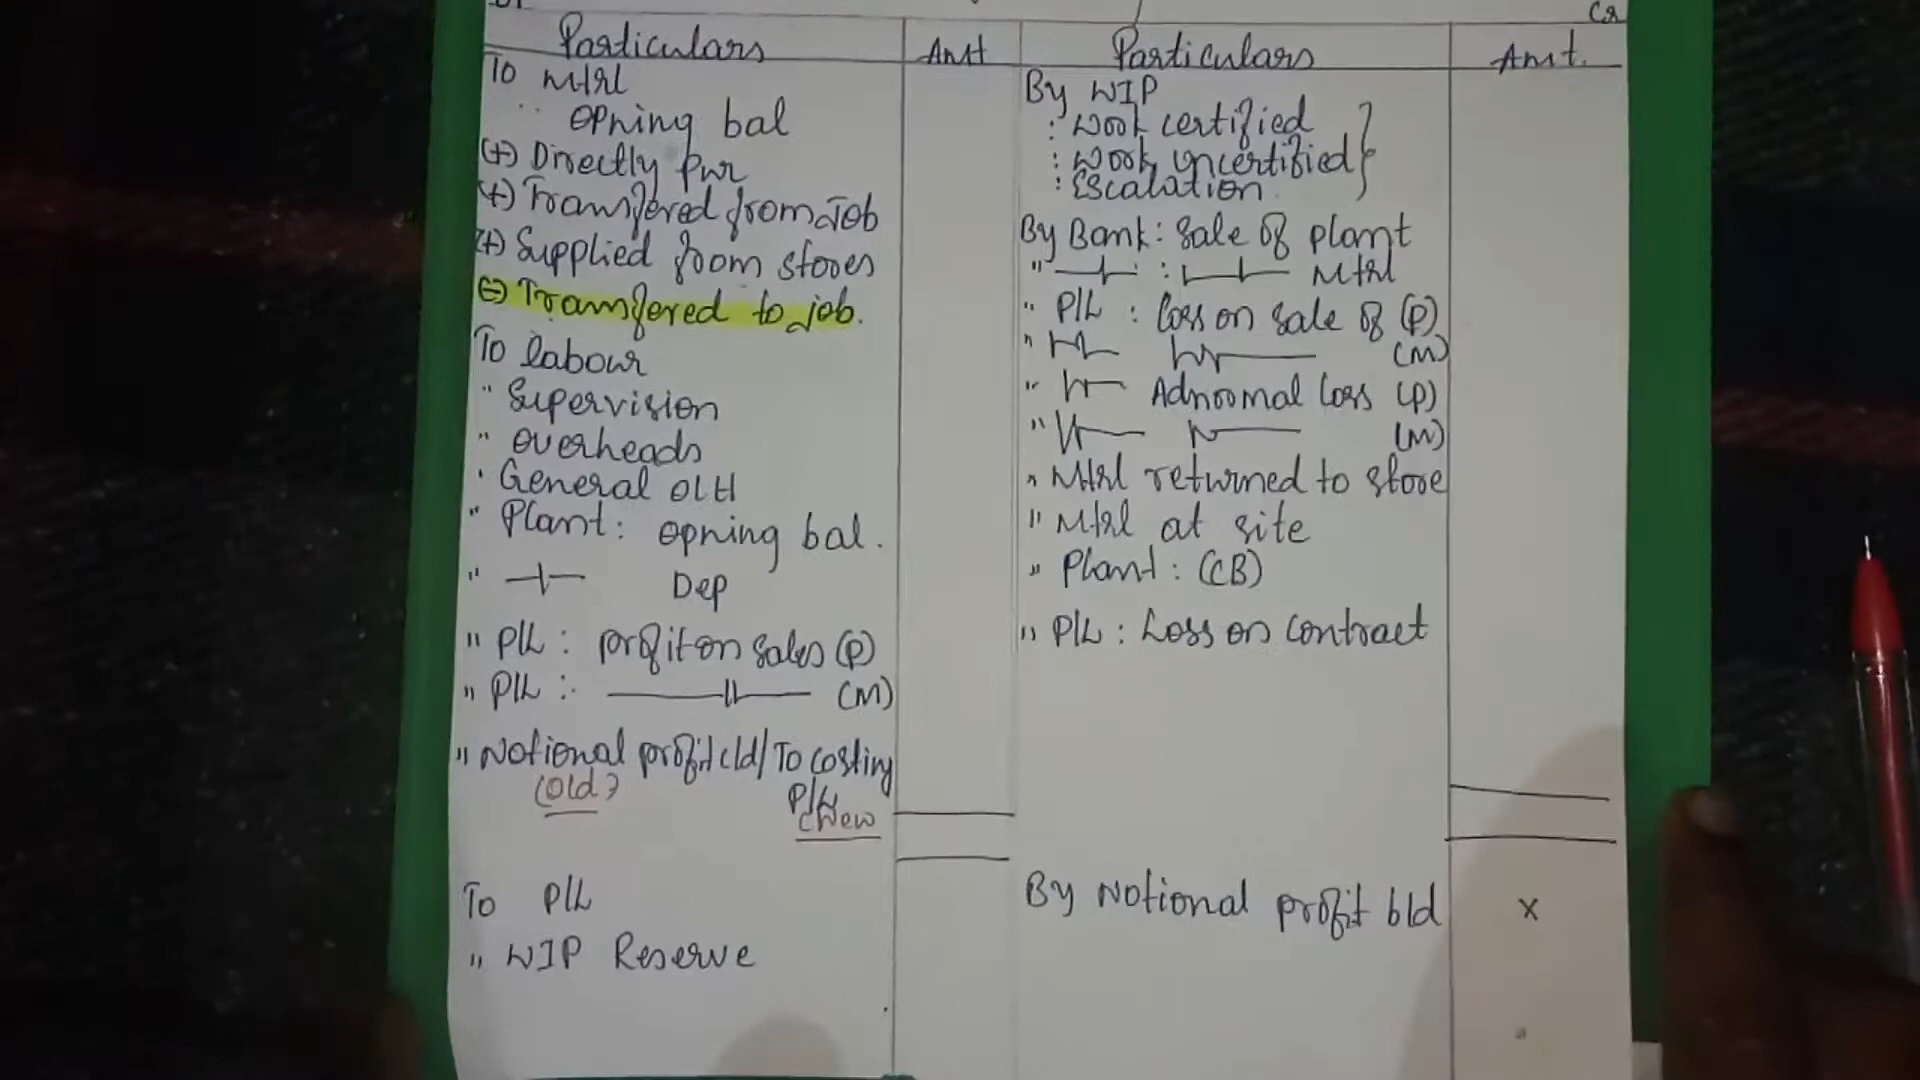 Cr
Particulars
Amt
Particulars
Amt.
To Mtrl
Opning bal
(+) Directly pur
(+) Transfered from Job
(+) Supplied from stores
(-) Transfered to job.
To labour
" Supervision
" overheads
" General O/H
" Plant: opning bal.
" Dep
" P/L: profit on sales (P)
" P/L: (M)
" Notional profit c/d/To costing
(Old)
P/L
(New
To P/L
" WIP Reserve
By WIP
: Work certified
: Work uncertified
: Escalation
By Bank: Sale of plant
" : Mtrl
" P/L: loss on sale of (P)
" (M)
" Adnormal loss (P)
" (M)
" Mtrl returned to store
" Mtrl at site
" Plant: (CB)
" P/L: Loss on contract
By Notional profit b/d
x